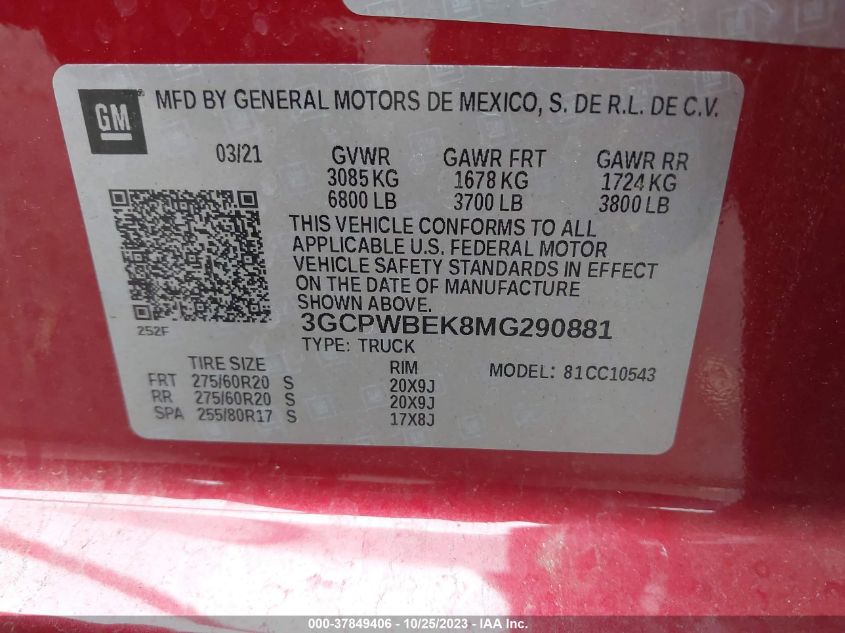 GM
MFD BY GENERAL MOTORS DE MEXICO, S. DE R.L. DE C.V.
03/21 GVWR GAWR FRT GAWR RR
3085 KG 1678 KG 1724 KG
6800 LB 3700 LB 3800 LB
THIS VEHICLE CONFORMS TO ALL
APPLICABLE U.S. FEDERAL MOTOR
VEHICLE SAFETY STANDARDS IN EFFECT
ON THE DATE OF MANUFACTURE
SHOWN ABOVE.
252F
3GCPWBEK8MG290881
TYPE: TRUCK
TIRE SIZE RIM MODEL: 81CC10543
FRT 275/60R20 S 20X9J
RR 275/60R20 S 20X9J
SPA 255/80R17 S 17X8J
000-37849406 - 10/25/2023 - IAAI.com